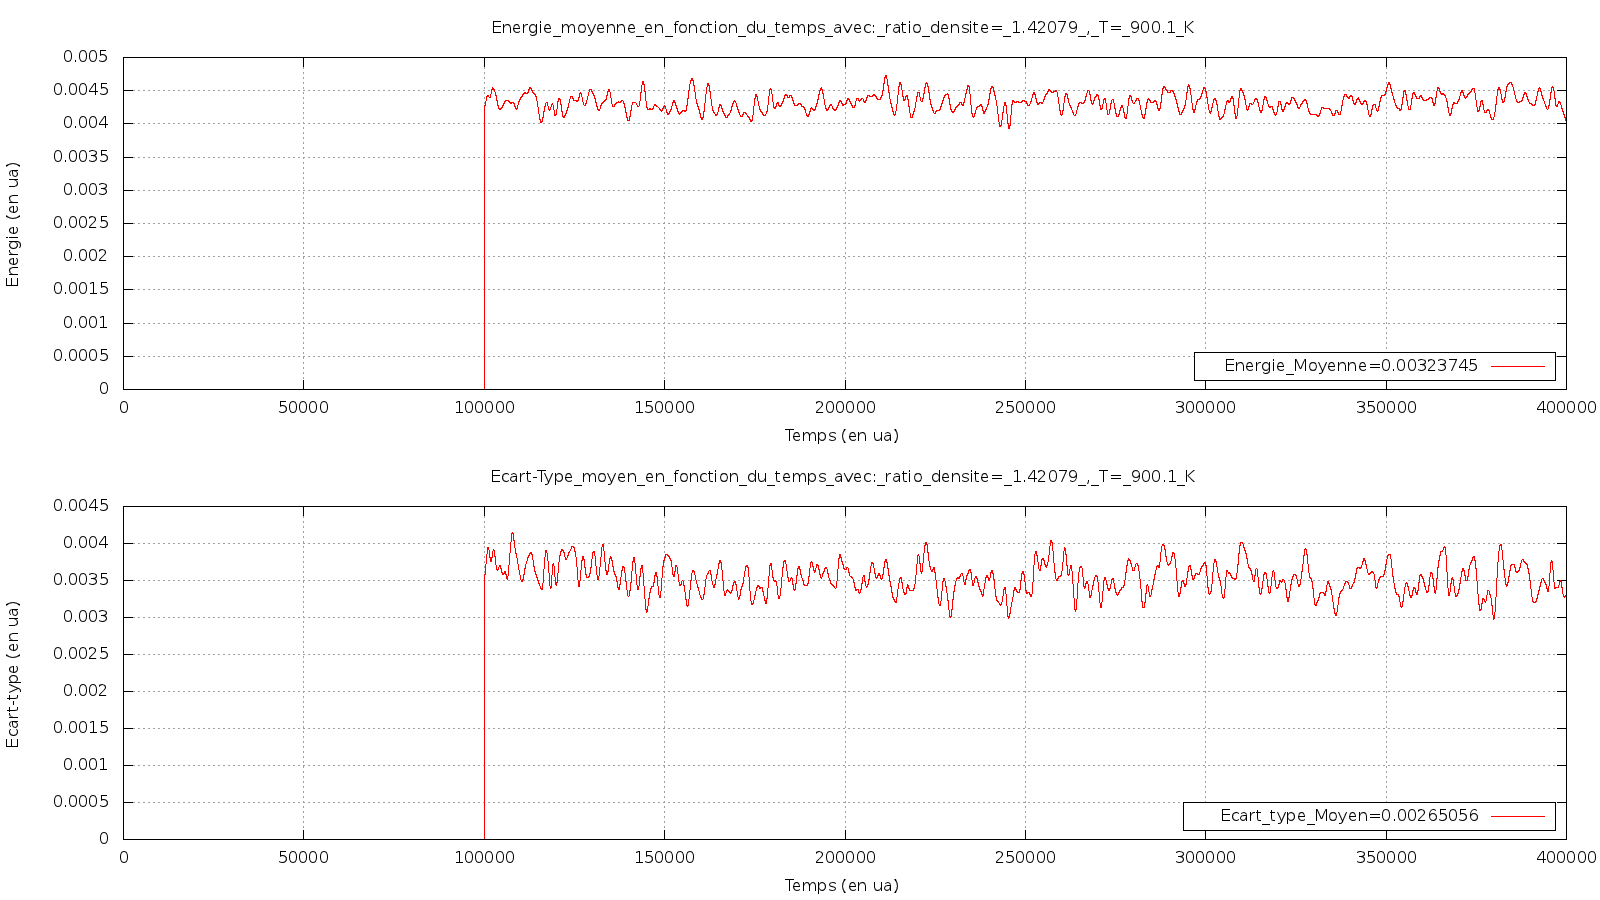 Energie_moyenne_en_fonction_du_temps_avec:_ratio_densite=_1.42079_,_T=_900.1_K
0.005
0.0045
0.004
0.0035
0.003
0.0025
0.002
0.0015
0.001
0.0005
0
Energie (en ua)
Energie_Moyenne=0.00323745
0 50000 100000 150000 200000 250000 300000 350000 400000
Temps (en ua)
Ecart-Type_moyen_en_fonction_du_temps_avec:_ratio_densite=_1.42079_,_T=_900.1_K
0.0045
0.004
0.0035
0.003
0.0025
0.002
0.0015
0.001
0.0005
0
Ecart-type (en ua)
Ecart_type_Moyen=0.00265056
0 50000 100000 150000 200000 250000 300000 350000 400000
Temps (en ua)